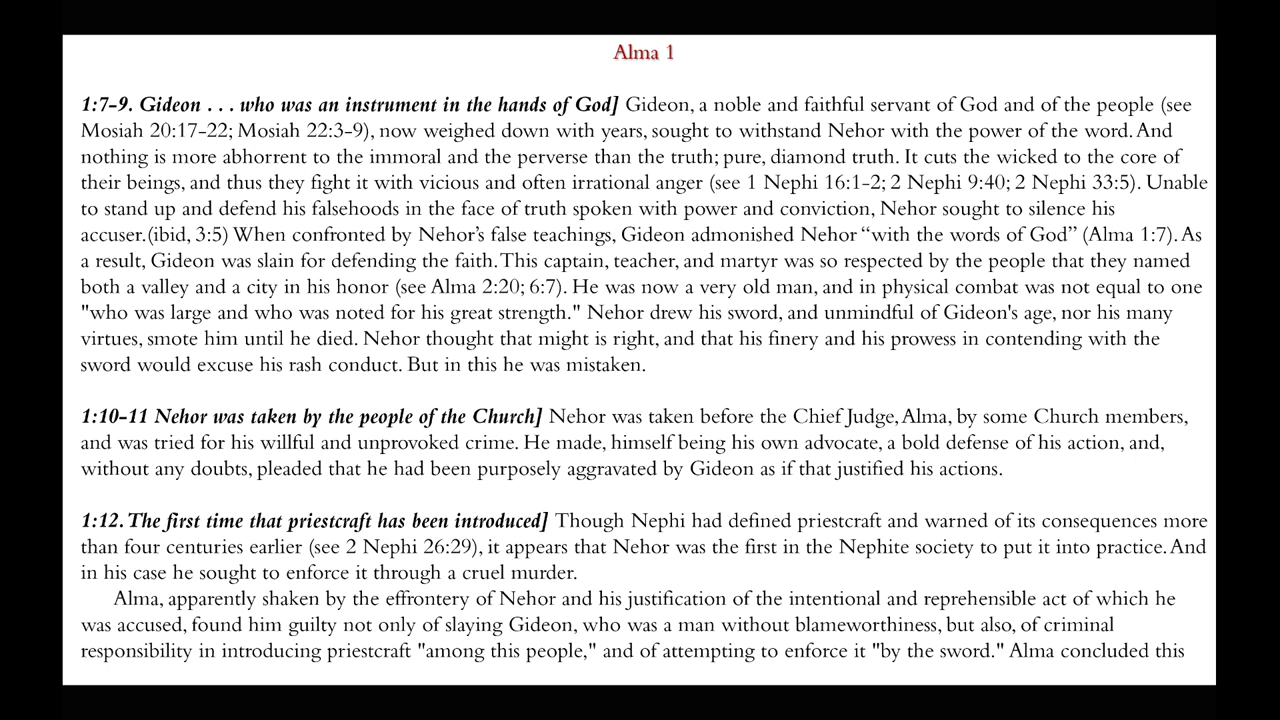 Alma 1
1:7-9. Gideon . . . who was an instrument in the hands of God] Gideon, a noble and faithful servant of God and of the people (see
Mosiah 20:17-22; Mosiah 22:3-9), now weighed down with years, sought to withstand Nehor with the power of the word. And
nothing is more abhorrent to the immoral and the perverse than the truth; pure, diamond truth. It cuts the wicked to the core of
their beings, and thus they fight it with vicious and often irrational anger (see 1 Nephi 16:1-2; 2 Nephi 9:40; 2 Nephi 33:5). Unable
to stand up and defend his falsehoods in the face of truth spoken with power and conviction, Nehor sought to silence his
accuser.(ibid, 3:5) When confronted by Nehor's false teachings, Gideon admonished Nehor “with the words of God” (Alma 1:7). As
a result, Gideon was slain for defending the faith. This captain, teacher, and martyr was so respected by the people that they named
both a valley and a city in his honor (see Alma 2:20; 6:7). He was now a very old man, and in physical combat was not equal to one
"who was large and who was noted for his great strength." Nehor drew his sword, and unmindful of Gideon's age, nor his many
virtues, smote him until he died. Nehor thought that might is right, and that his finery and his prowess in contending with the
sword would excuse his rash conduct. But in this he was mistaken.
1:10-11 Nehor was taken by the people of the Church] Nehor was taken before the Chief Judge, Alma, by some Church members,
and was tried for his willful and unprovoked crime. He made, himself being his own advocate, a bold defense of his action, and,
without any doubts, pleaded that he had been purposely aggravated by Gideon as if that justified his actions.
1:12. The first time that priestcraft has been introduced] Though Nephi had defined priestcraft and warned of its consequences more
than four centuries earlier (see 2 Nephi 26:29), it appears that Nehor was the first in the Nephite society to put it into practice. And
in his case he sought to enforce it through a cruel murder.
Alma, apparently shaken by the effrontery of Nehor and his justification of the intentional and reprehensible act of which he
was accused, found him guilty not only of slaying Gideon, who was a man without blameworthiness, but also, of criminal
responsibility in introducing priestcraft "among this people," and of attempting to enforce it "by the sword." Alma concluded this